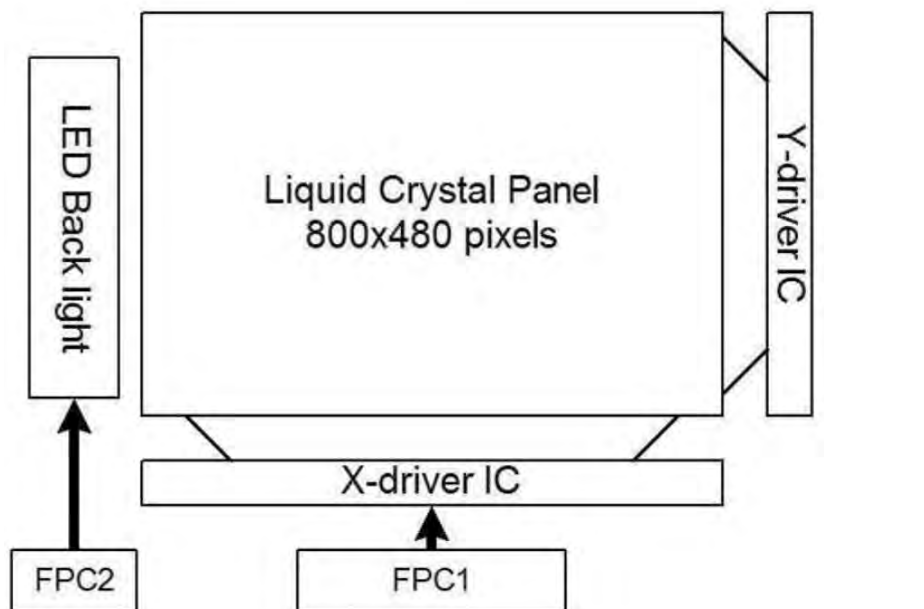 LED Back light
Liquid Crystal Panel
800x480 pixels
Y-driver IC
X-driver IC
FPC2
FPC1